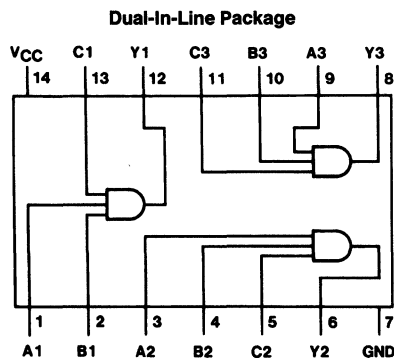 Dual-In-Line Package
VCC C1 Y1 C3 B3 A3 Y3
14 13 12 11 10 9 8
1 2 3 4 5 6 7
A1 B1 A2 B2 C2 Y2 GND